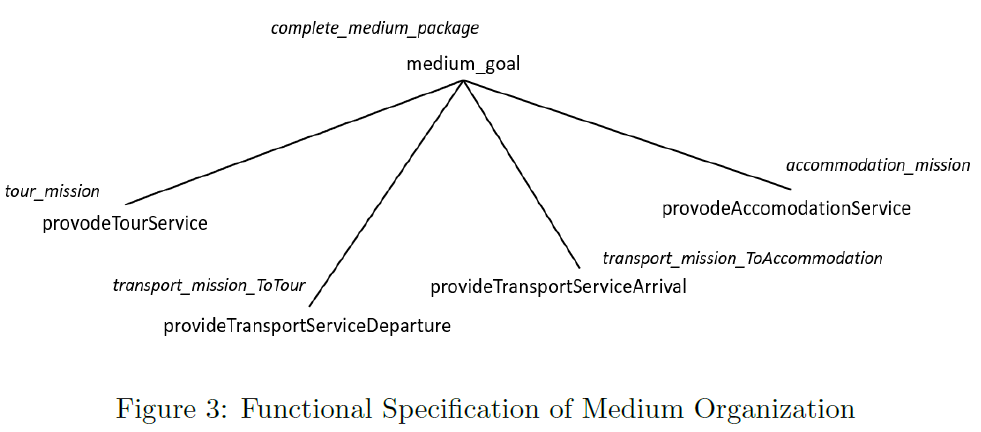 complete_medium_package
medium_goal
accommodation_mission
tour_mission
provodeAccomodationService
provodeTourService
transport_mission_ToAccommodation
transport_mission_ToTour
provideTransportServiceArrival
provideTransportServiceDeparture
Figure 3: Functional Specification of Medium Organization